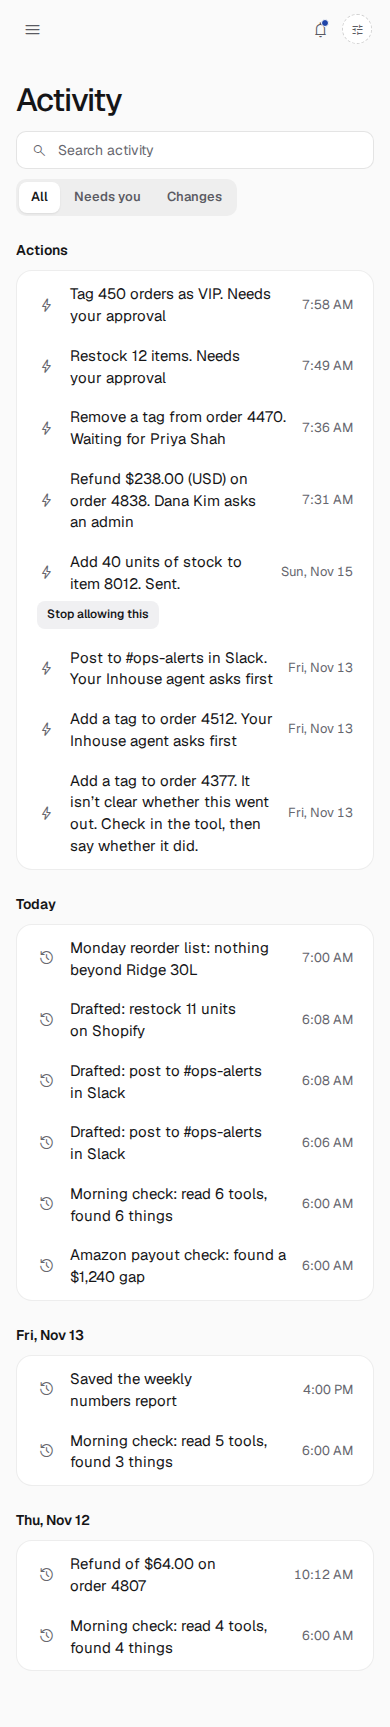 Activity
Search activity
All Needs you Changes
Actions
Tag 450 orders as VIP. Needs
your approval
7:58 AM
Restock 12 items. Needs
your approval
7:49 AM
Remove a tag from order 4470.
Waiting for Priya Shah
7:36 AM
Refund $238.00 (USD) on
order 4838. Dana Kim asks
an admin
7:31 AM
Add 40 units of stock to
item 8012. Sent.
Sun, Nov 15
Stop allowing this
Post to #ops-alerts in Slack.
Your Inhouse agent asks first
Fri, Nov 13
Add a tag to order 4512. Your
Inhouse agent asks first
Fri, Nov 13
Add a tag to order 4377. It
isn’t clear whether this went
out. Check in the tool, then
say whether it did.
Fri, Nov 13
Today
Monday reorder list: nothing
beyond Ridge 30L
7:00 AM
Drafted: restock 11 units
on Shopify
6:08 AM
Drafted: post to #ops-alerts
in Slack
6:08 AM
Drafted: post to #ops-alerts
in Slack
6:06 AM
Morning check: read 6 tools,
found 6 things
6:00 AM
Amazon payout check: found a
$1,240 gap
6:00 AM
Fri, Nov 13
Saved the weekly
numbers report
4:00 PM
Morning check: read 5 tools,
found 3 things
6:00 AM
Thu, Nov 12
Refund of $64.00 on
order 4807
10:12 AM
Morning check: read 4 tools,
found 4 things
6:00 AM